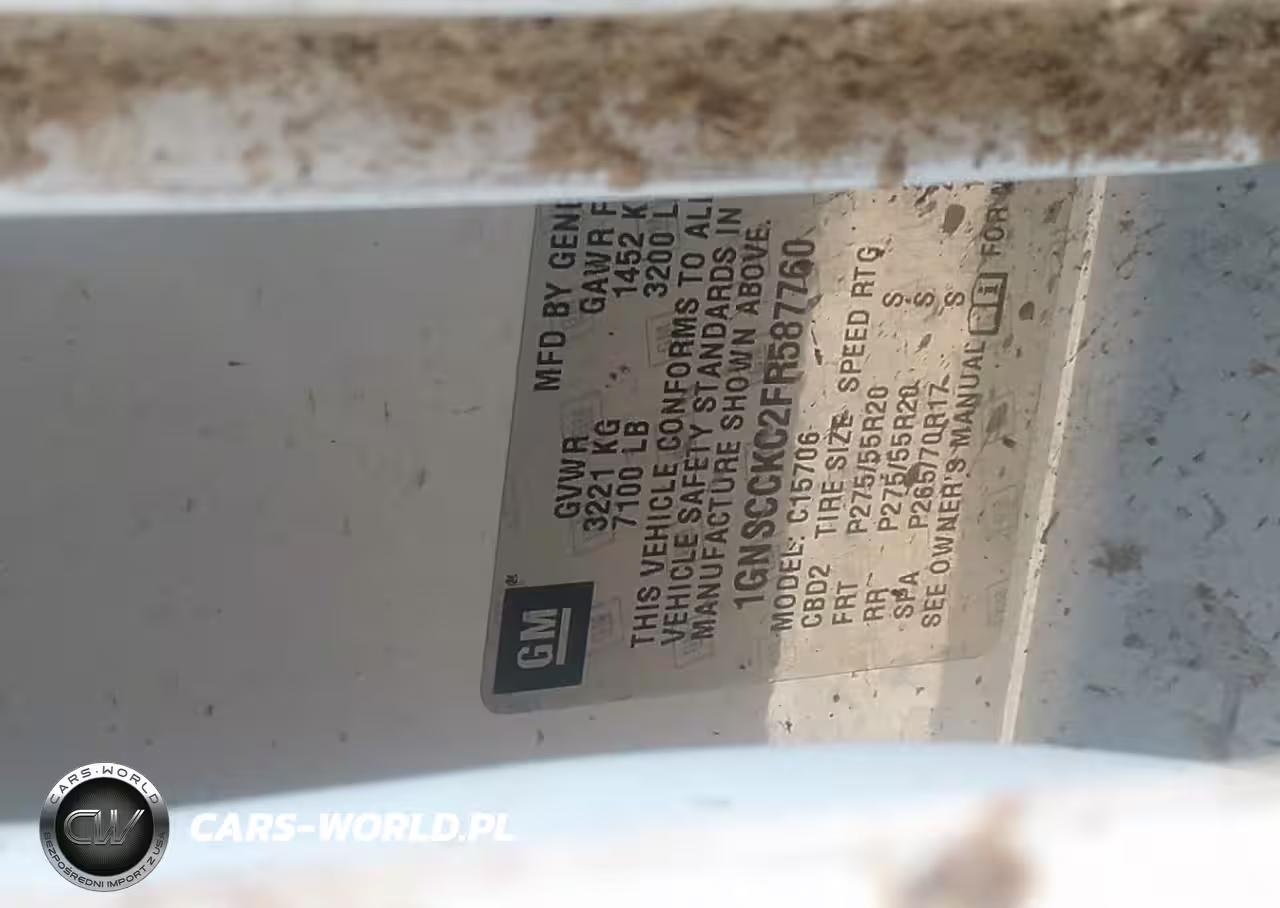 GM
MFD BY GENE
GVWR GAWR F
3221 KG 1452 K
7100 LB 3200 L
THIS VEHICLE CONFORMS TO ALL
VEHICLE SAFETY STANDARDS IN
MANUFACTURE SHOWN ABOVE.
1GNSCCKC2FR587760
MODEL: C15706
CBD2 TIRE SIZE SPEED RTG
FRT P275/55R20 S
RR P275/55R20 S
SPA P265/70R17 S
SEE OWNER'S MANUAL FOR
CARS-WORLD
CW
BEZPOŚREDNI IMPORT Z USA
CARS-WORLD.PL